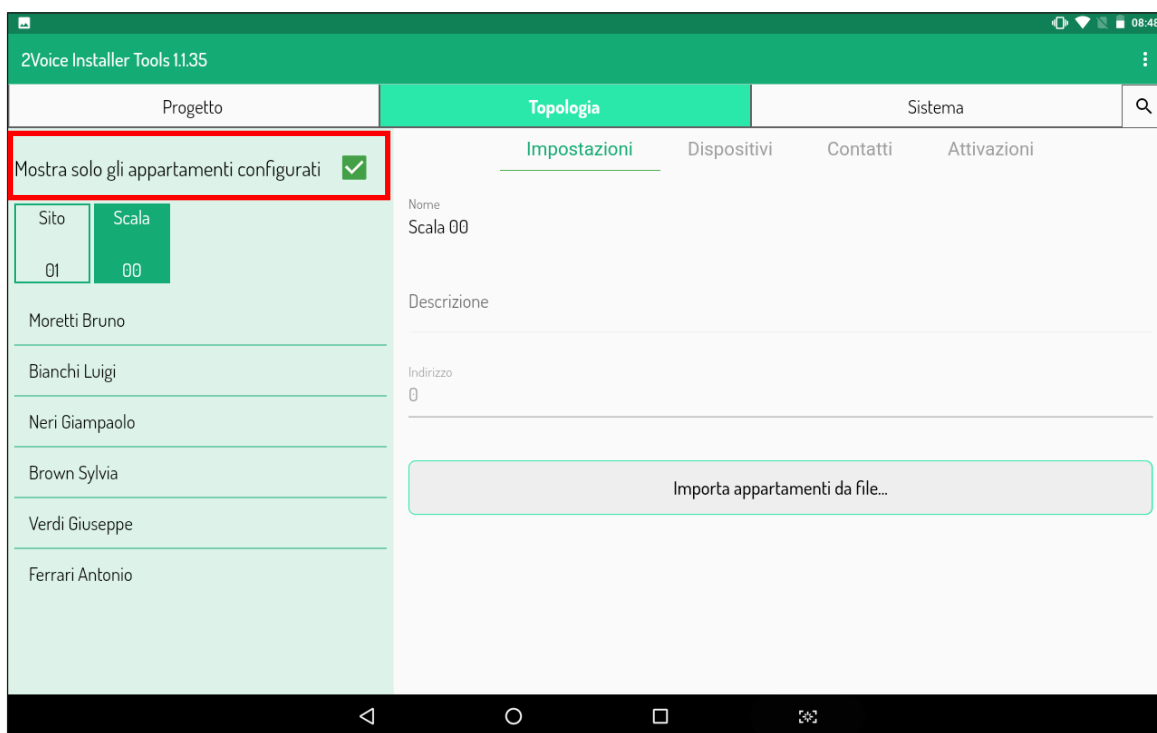 08:48
2Voice Installer Tools 1.1.35
Progetto
Topologia
Sistema
Mostra solo gli appartamenti configurati
Impostazioni
Dispositivi
Contatti
Attivazioni
Sito
01
Scala
00
Moretti Bruno
Bianchi Luigi
Neri Giampaolo
Brown Sylvia
Verdi Giuseppe
Ferrari Antonio
Nome
Scala 00
Descrizione
Indirizzo
0
Importa appartamenti da file...